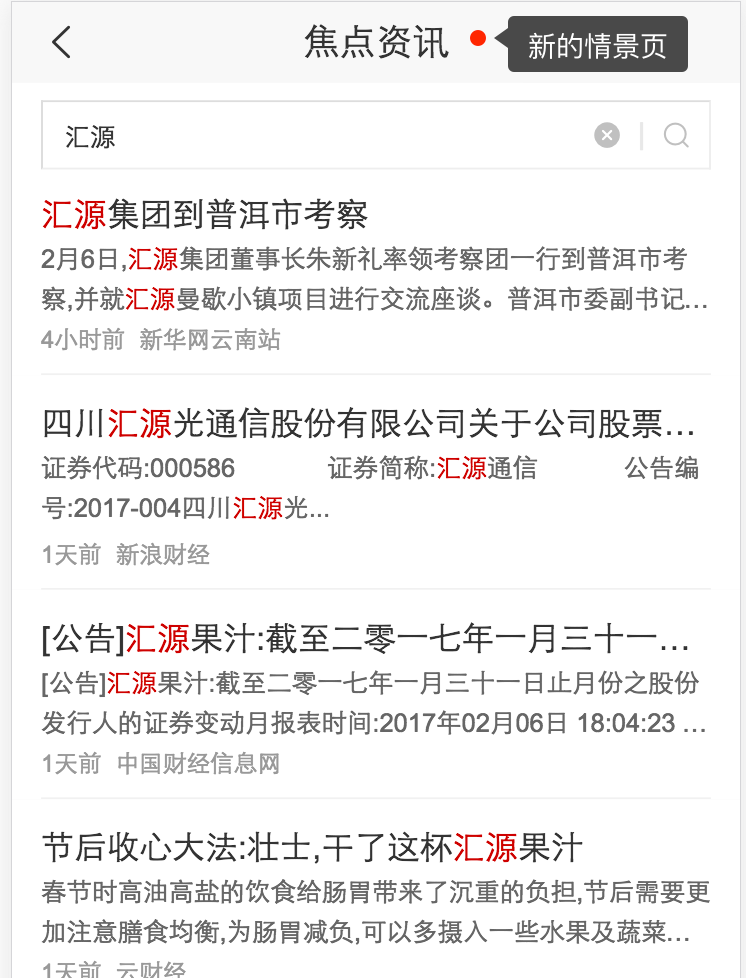 焦点资讯
新的情景页
汇源
汇源集团到普洱市考察
2月6日,汇源集团董事长朱新礼率领考察团一行到普洱市考
察,并就汇源曼歇小镇项目进行交流座谈。普洱市委副书记...
4小时前 新华网云南站
四川汇源光通信股份有限公司关于公司股票...
证券代码:000586 证券简称:汇源通信 公告编
号:2017-004四川汇源光...
1天前 新浪财经
[公告]汇源果汁:截至二零一七年一月三十一...
[公告]汇源果汁:截至二零一七年一月三十一日止月份之股份
发行人的证券变动月报表时间:2017年02月06日 18:04:23 ...
1天前 中国财经信息网
节后收心大法:壮士,干了这杯汇源果汁
春节时高油高盐的饮食给肠胃带来了沉重的负担,节后需要更
加注意膳食均衡,为肠胃减负,可以多摄入一些水果及蔬菜...
1天前 云财经